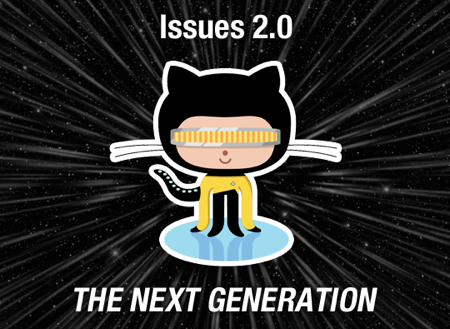 Issues 2.0
THE NEXT GENERATION